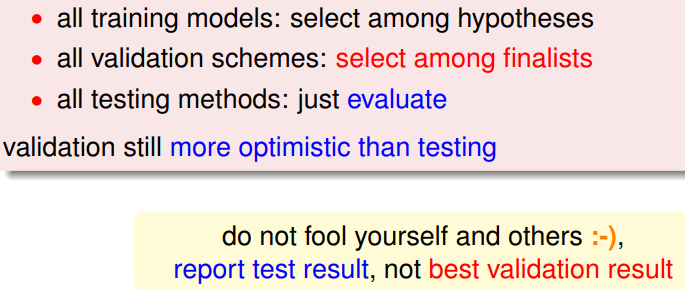 • all training models: select among hypotheses
• all validation schemes: select among finalists
• all testing methods: just evaluate
validation still more optimistic than testing
do not fool yourself and others :-),
report test result, not best validation result